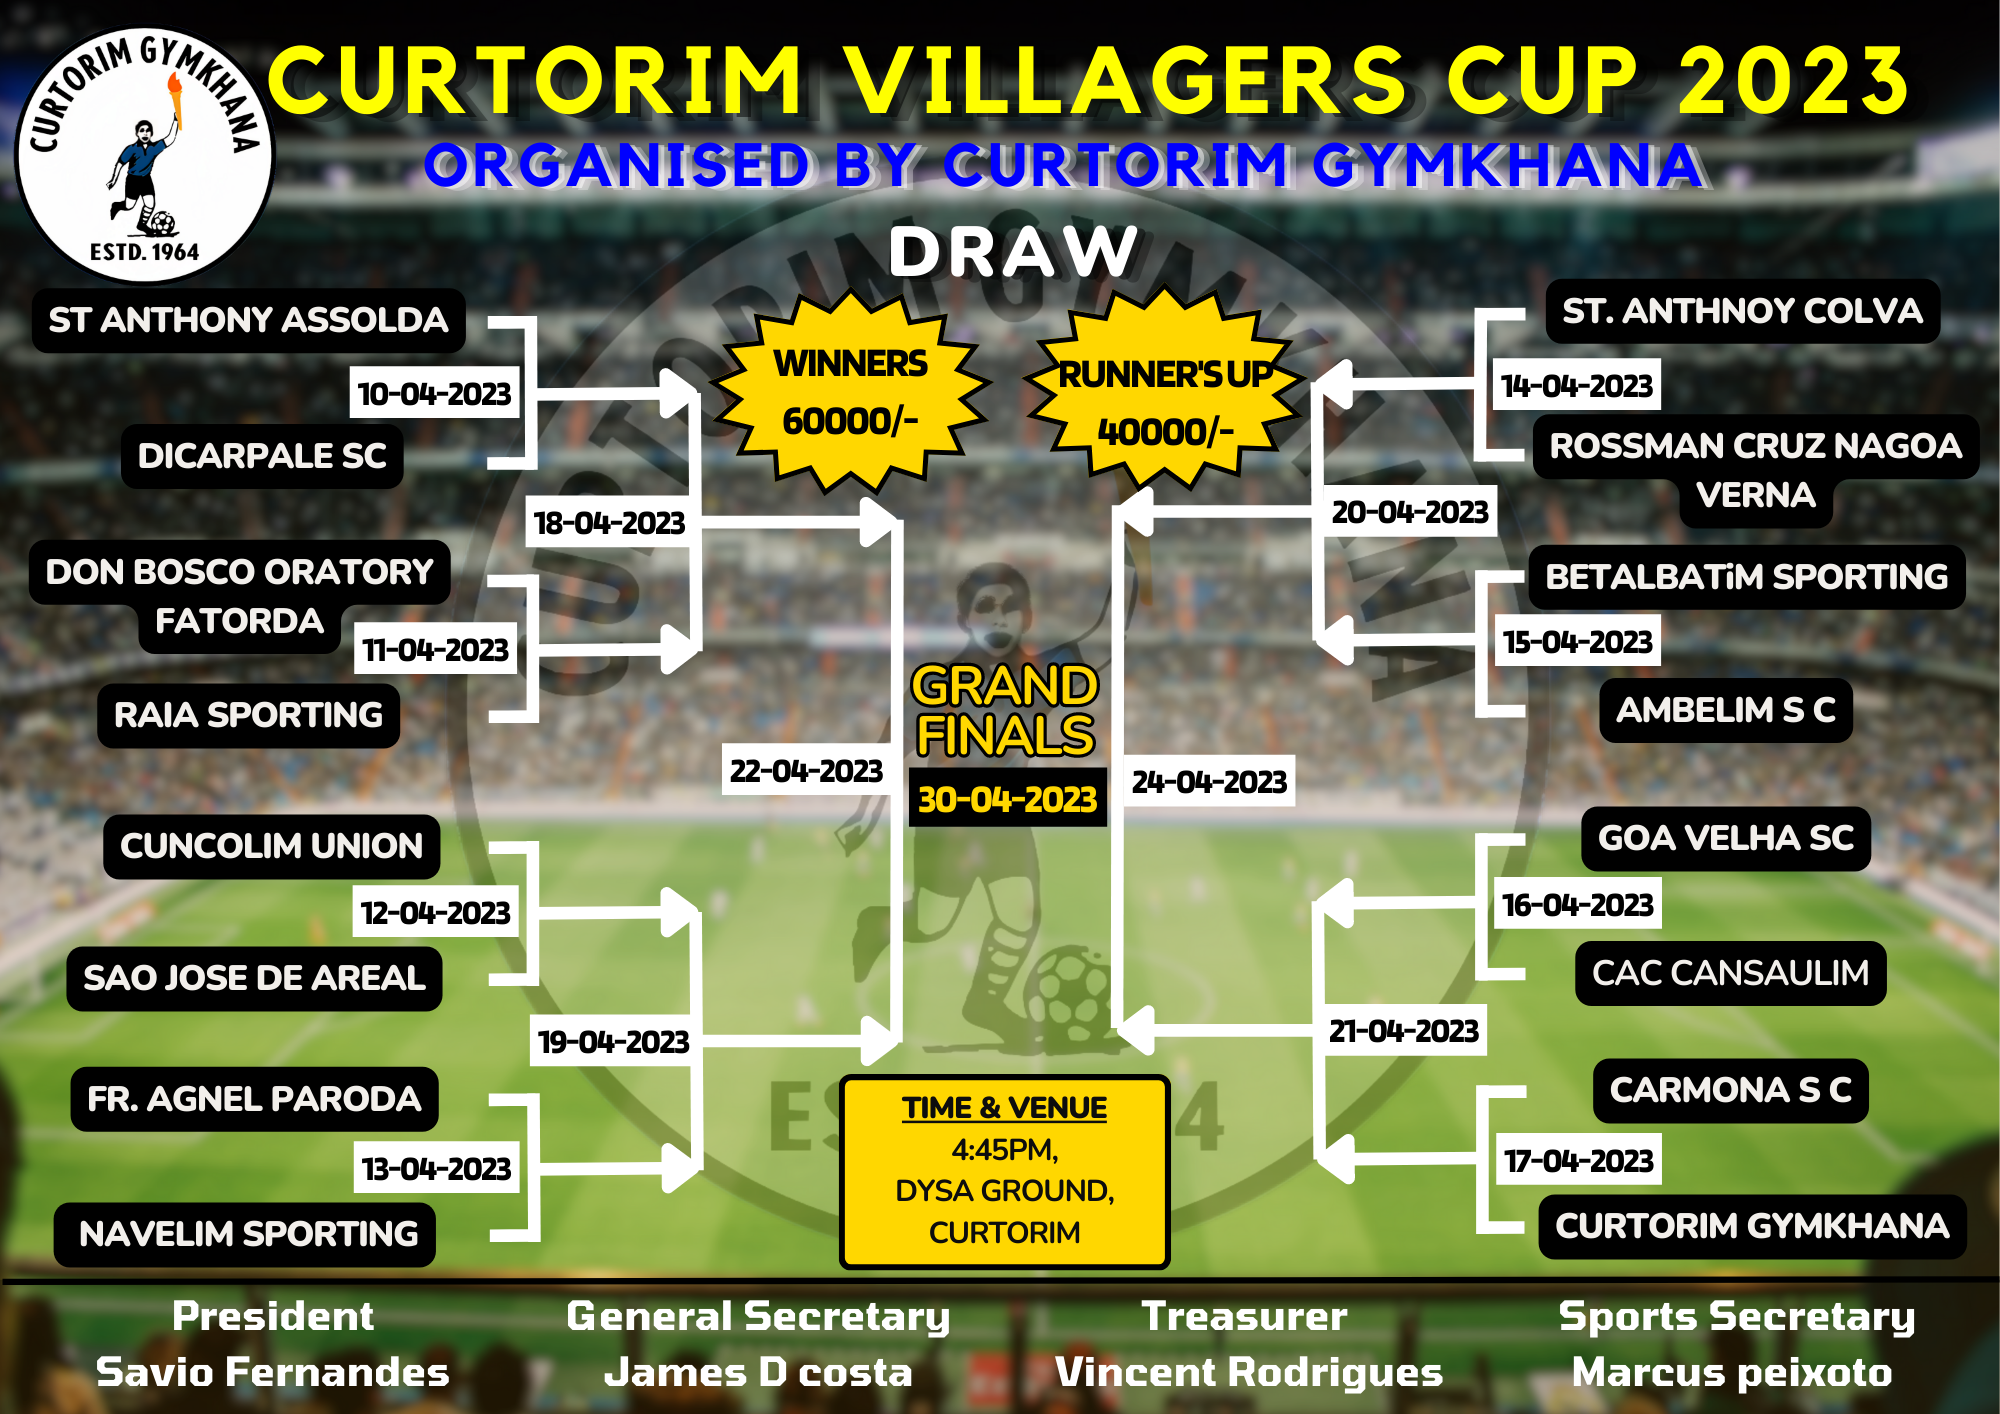 CURTORIM GYMKHANA
ESTD. 1964
CURTORIM VILLAGERS CUP 2023
ORGANISED BY CURTORIM GYMKHANA
DRAW
ST ANTHONY ASSOLDA
10-04-2023
DICARPALE SC
18-04-2023
DON BOSCO ORATORY
FATORDA
11-04-2023
RAIA SPORTING
22-04-2023
CUNCOLIM UNION
12-04-2023
SAO JOSE DE AREAL
19-04-2023
FR. AGNEL PARODA
13-04-2023
NAVELIM SPORTING
WINNERS
60000/-
RUNNER'S UP
40000/-
GRAND
FINALS
30-04-2023
ST. ANTHNOY COLVA
14-04-2023
ROSSMAN CRUZ NAGOA
VERNA
20-04-2023
BETALBATiM SPORTING
15-04-2023
AMBELIM S C
24-04-2023
GOA VELHA SC
16-04-2023
CAC CANSAULIM
21-04-2023
CARMONA S C
17-04-2023
CURTORIM GYMKHANA
TIME & VENUE
4:45PM,
DYSA GROUND,
CURTORIM
President
Savio Fernandes
General Secretary
James D costa
Treasurer
Vincent Rodrigues
Sports Secretary
Marcus peixoto